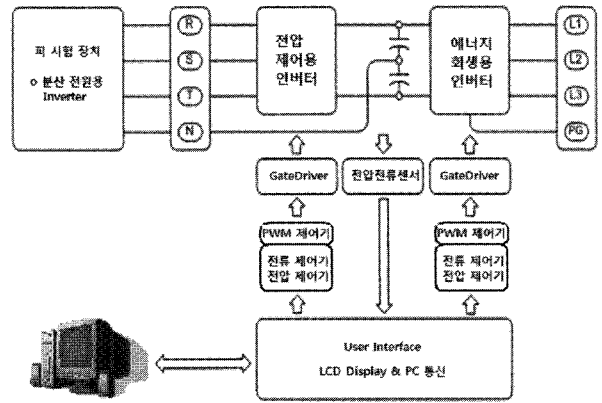 피 시험 장치
o 분산 전원용
Inverter
R
S
T
N
전압
제어용
인버터
에너지
회생용
인버터
L1
L2
L3
PG
GateDriver
전압전류센서
GateDriver
PWM 제어기
전류 제어기
전압 제어기
PWM 제어기
전류 제어기
전압 제어기
User Interface
LCD Display & PC 통신